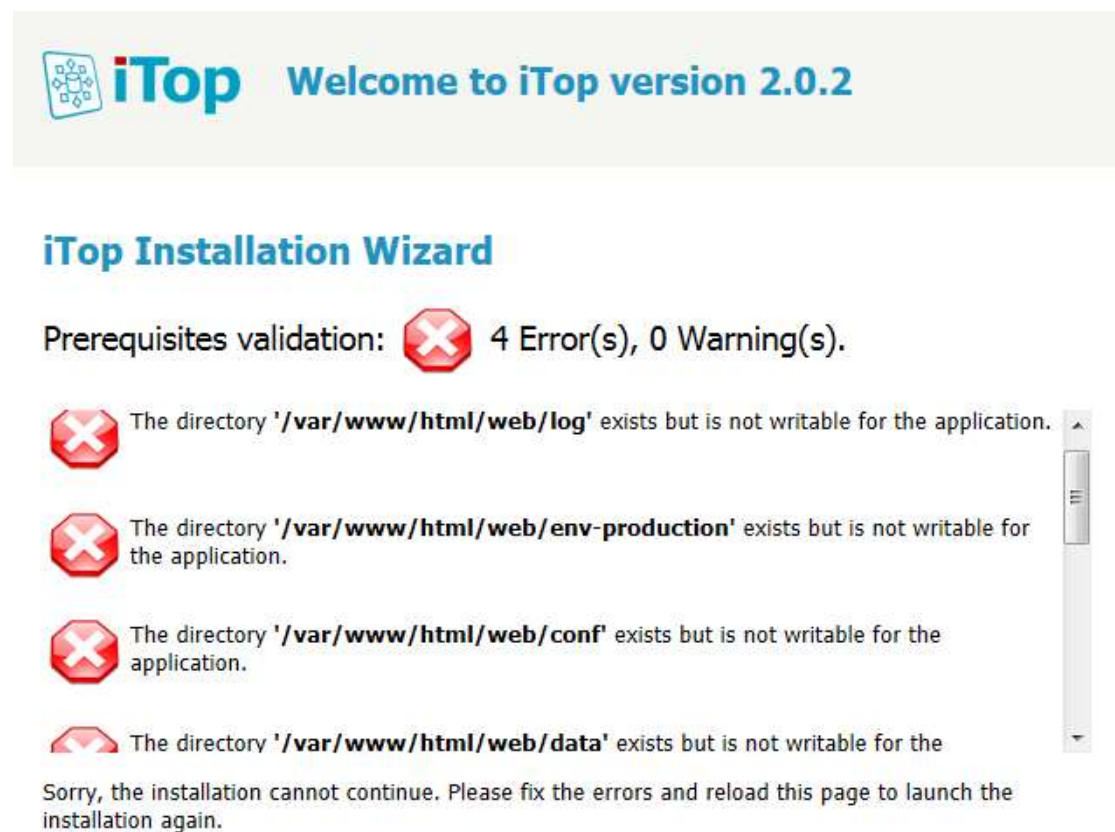 iTop Welcome to iTop version 2.0.2
iTop Installation Wizard
Prerequisites validation: 4 Error(s), 0 Warning(s).
The directory '/var/www/html/web/log' exists but is not writable for the application.
The directory '/var/www/html/web/env-production' exists but is not writable for
the application.
The directory '/var/www/html/web/conf' exists but is not writable for the
application.
The directory '/var/www/html/web/data' exists but is not writable for the
Sorry, the installation cannot continue. Please fix the errors and reload this page to launch the
installation again.